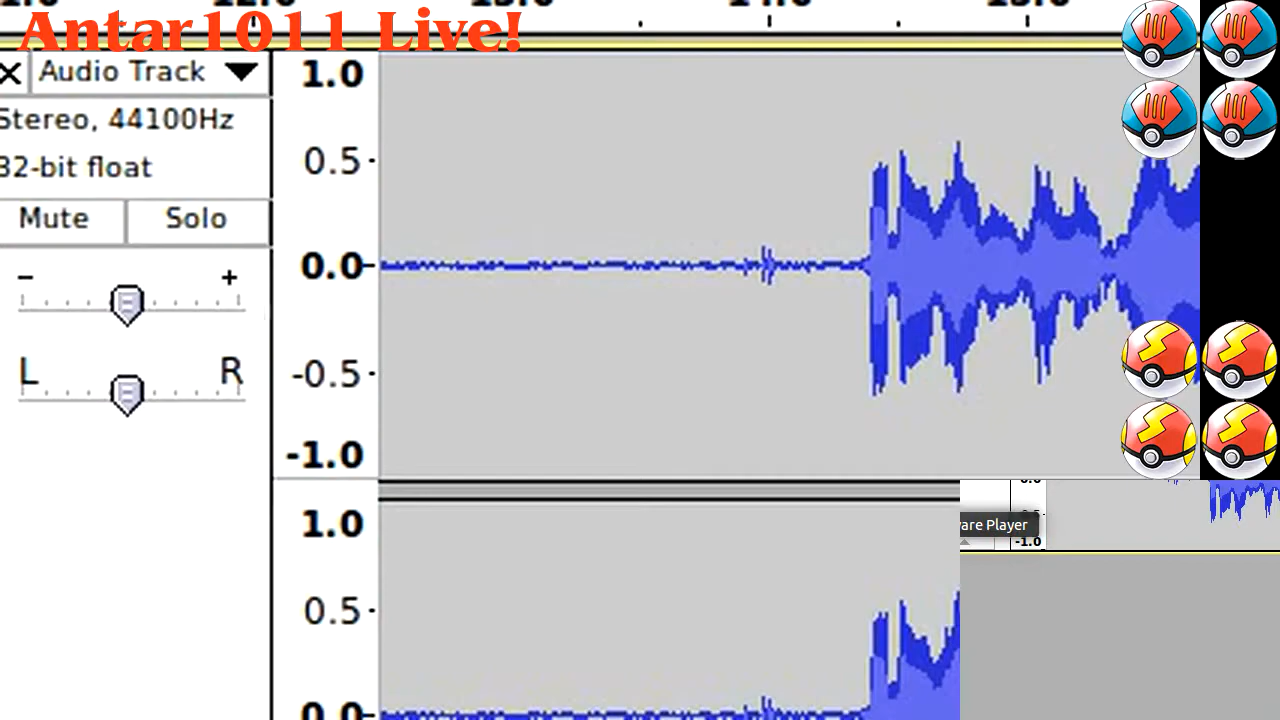 Antar1011 Live!
Audio Track
Stereo, 44100Hz
32-bit float
Mute
Solo
- +
L R
1.0
0.5
0.0
-0.5
-1.0
1.0
0.5
0.0
are Player
-1.0